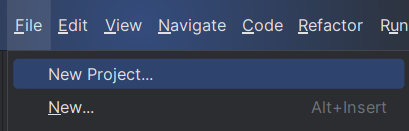 File Edit View Navigate Code Refactor Run
New Project...
New... Alt+Insert